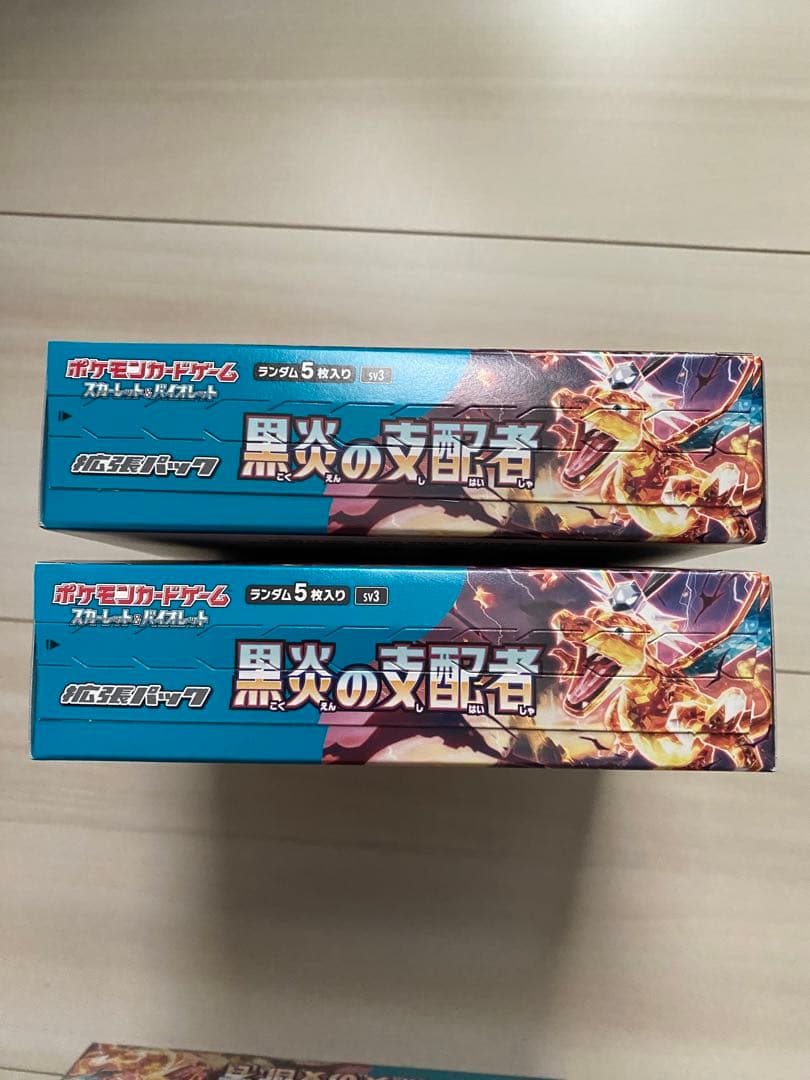 ポケモンカードゲーム
スカーレット&バイオレット
ランダム5枚入り
SV3
拡張パック
黒炎の支配者
こくえんのしはいしゃ
ポケモンカードゲーム
スカーレット&バイオレット
ランダム5枚入り
SV3
拡張パック
黒炎の支配者
こく えん し はい しゃ